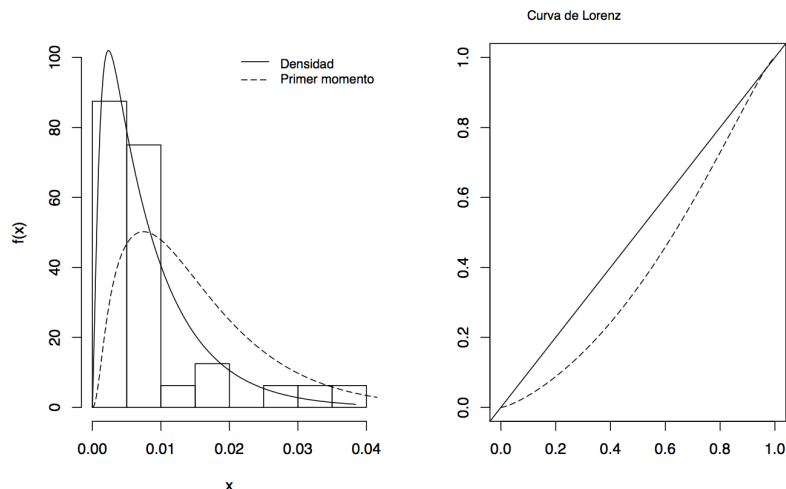 Curva de Lorenz
Densidad
Primer momento
f(x)
0 20 40 60 80 100
0.00 0.01 0.02 0.03 0.04
x
0.0 0.2 0.4 0.6 0.8 1.0
0.0 0.2 0.4 0.6 0.8 1.0